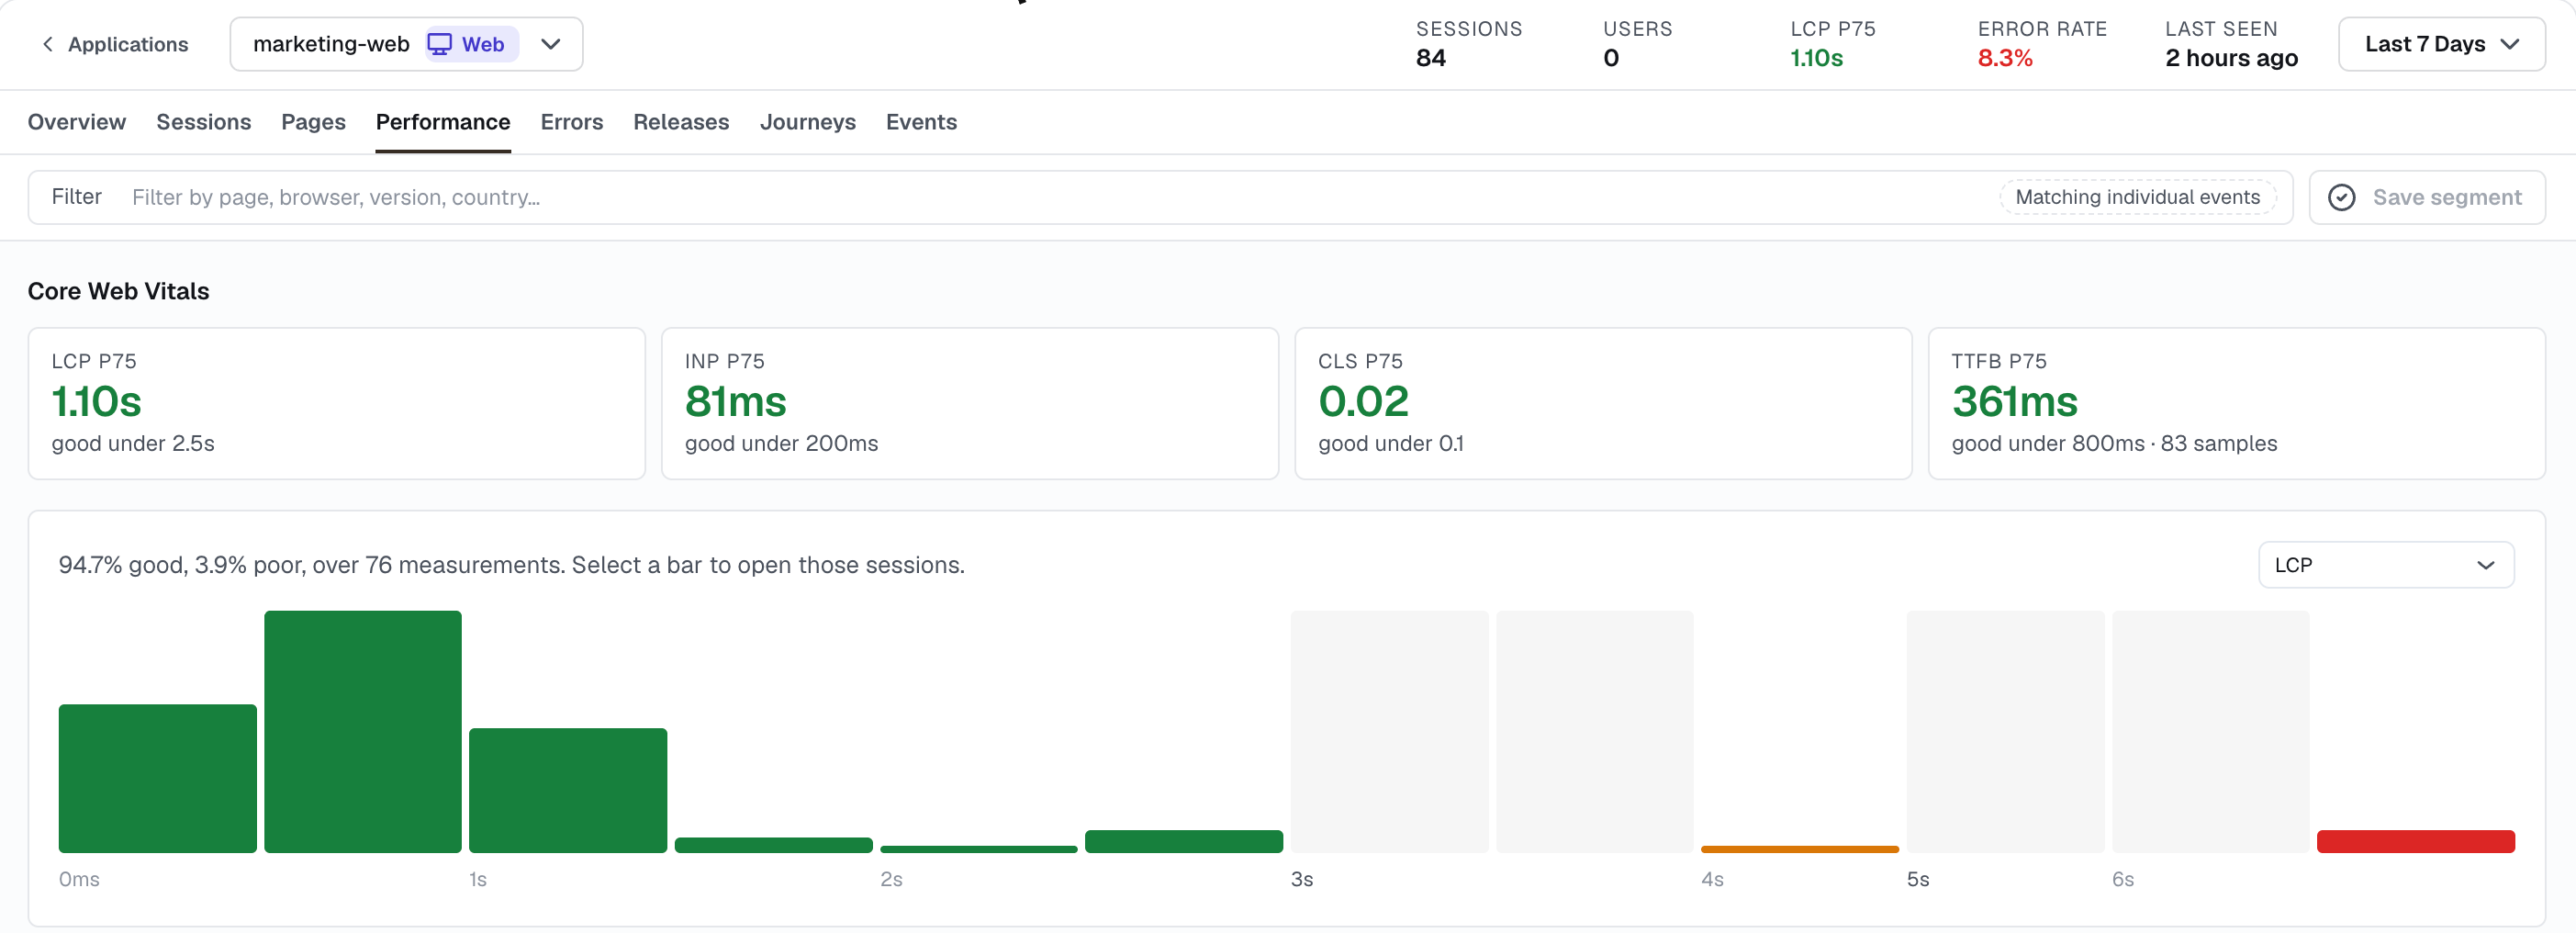 Applications
marketing-web Web
SESSIONS
84
USERS
0
LCP P75
1.10s
ERROR RATE
8.3%
LAST SEEN
2 hours ago
Last 7 Days
Overview Sessions Pages Performance Errors Releases Journeys Events
Filter Filter by page, browser, version, country... Matching individual events Save segment
Core Web Vitals
LCP P75
1.10s
good under 2.5s
INP P75
81ms
good under 200ms
CLS P75
0.02
good under 0.1
TTFB P75
361ms
good under 800ms · 83 samples
94.7% good, 3.9% poor, over 76 measurements. Select a bar to open those sessions. LCP
0ms 1s 2s 3s 4s 5s 6s